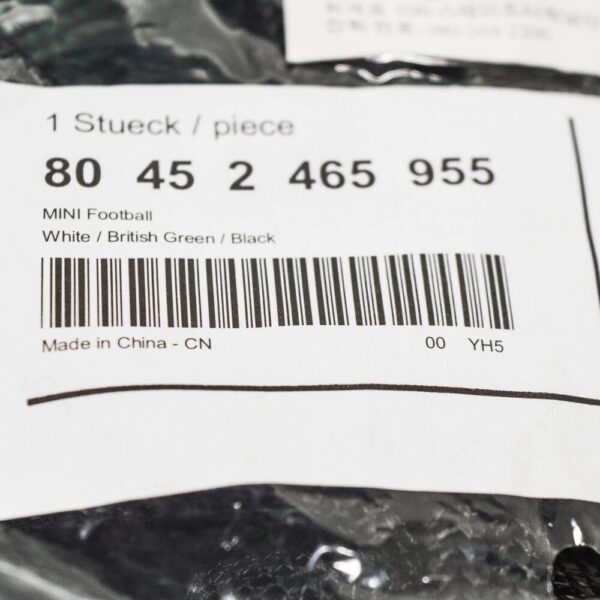 1 Stueck / piece
80 45 2 465 955
MINI Football
White / British Green / Black
Made in China - CN 00 YH5